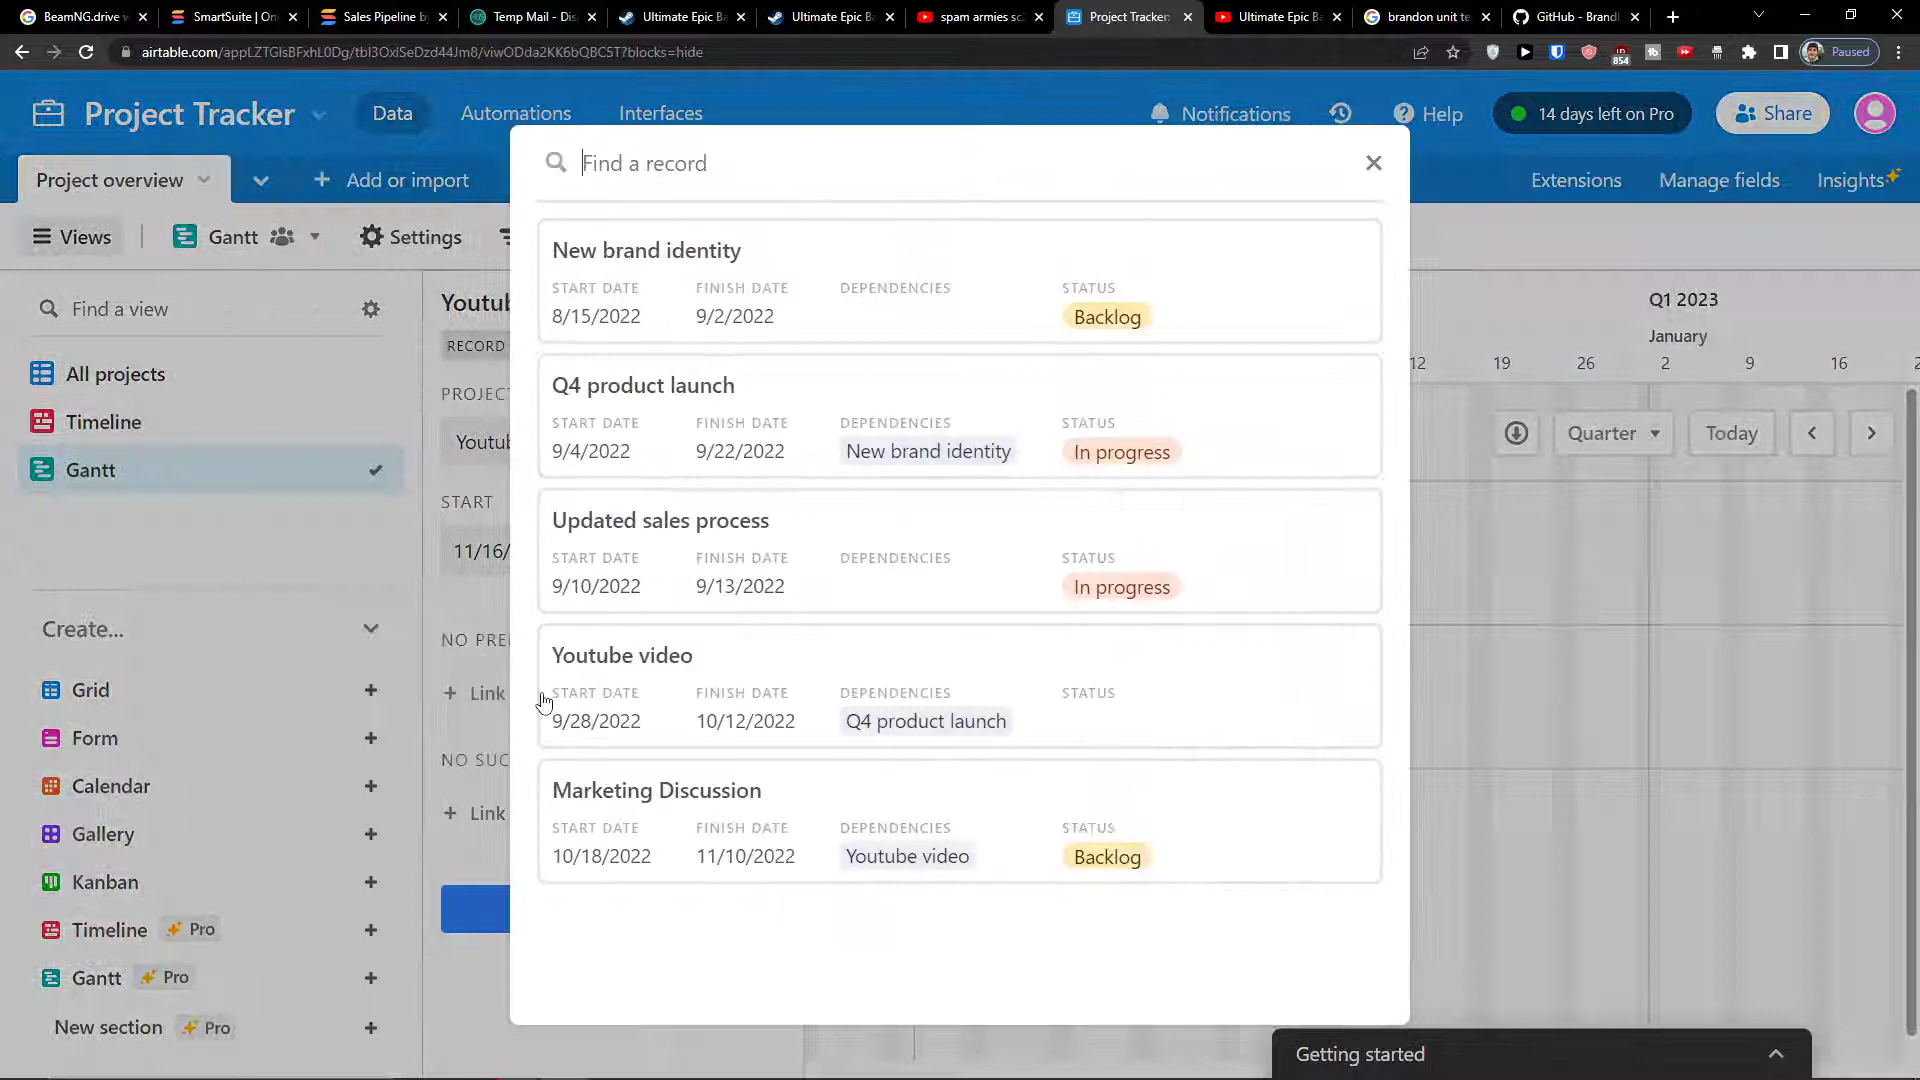 BeamNG.drive w
SmartSuite | On
Sales Pipeline by
Temp Mail - Dis
Ultimate Epic Ba
Ultimate Epic Ba
spam armies sc2
Project Tracker:
Ultimate Epic Ba
brandon unit te
GitHub - Brandl
airtable.com/appLZTGlsBFxhL0Dg/tbl3OxlSeDzd44Jm8/viwODda2KK6bQBC5T?blocks=hide
854
Paused
Project Tracker
Data
Automations
Interfaces
Notifications
Help
14 days left on Pro
Share
Project overview
Add or import
Extensions
Manage fields
Insights
Views
Gantt
Settings
Find a view
All projects
Timeline
Gantt
Create...
Grid
Form
Calendar
Gallery
Kanban
Timeline Pro
Gantt Pro
New section Pro
RECORD
START
11/16/
Link
Link
Find a record
New brand identity
START DATE FINISH DATE DEPENDENCIES STATUS
8/15/2022 9/2/2022 Backlog
Q4 product launch
START DATE FINISH DATE DEPENDENCIES STATUS
9/4/2022 9/22/2022 New brand identity In progress
Updated sales process
START DATE FINISH DATE DEPENDENCIES STATUS
9/10/2022 9/13/2022 In progress
Youtube video
START DATE FINISH DATE DEPENDENCIES STATUS
9/28/2022 10/12/2022 Q4 product launch
Marketing Discussion
START DATE FINISH DATE DEPENDENCIES STATUS
10/18/2022 11/10/2022 Youtube video Backlog
Q1 2023
January
12 19 26 2 9 16
Quarter
Today
Getting started